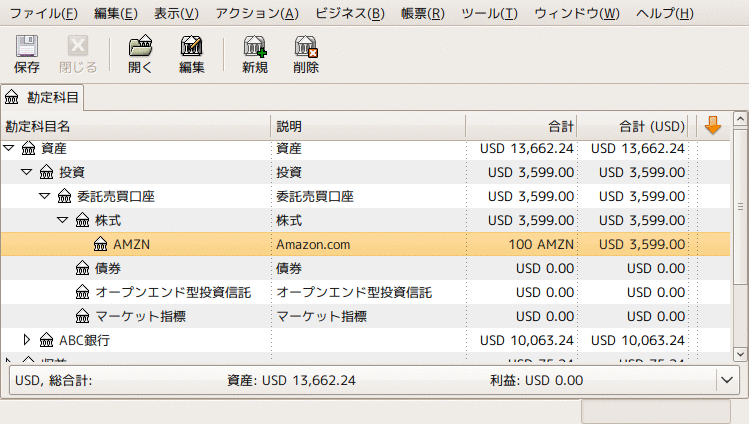 ファイル(F) 編集(E) 表示(V) アクション(A) ビジネス(B) 帳票(R) ツール(T) ウィンドウ(W) ヘルプ(H)
保存 閉じる 開く 編集 新規 削除
勘定科目
勘定科目名 説明 合計 合計 (USD)
資産 資産 USD 13,662.24 USD 13,662.24
投資 投資 USD 3,599.00 USD 3,599.00
委託売買口座 委託売買口座 USD 3,599.00 USD 3,599.00
株式 株式 USD 3,599.00 USD 3,599.00
AMZN Amazon.com 100 AMZN USD 3,599.00
債券 債券 USD 0.00 USD 0.00
オープンエンド型投資信託 オープンエンド型投資信託 USD 0.00 USD 0.00
マーケット指標 マーケット指標 USD 0.00 USD 0.00
ABC銀行 USD 10,063.24 USD 10,063.24
USD, 総合計: 資産: USD 13,662.24 利益: USD 0.00